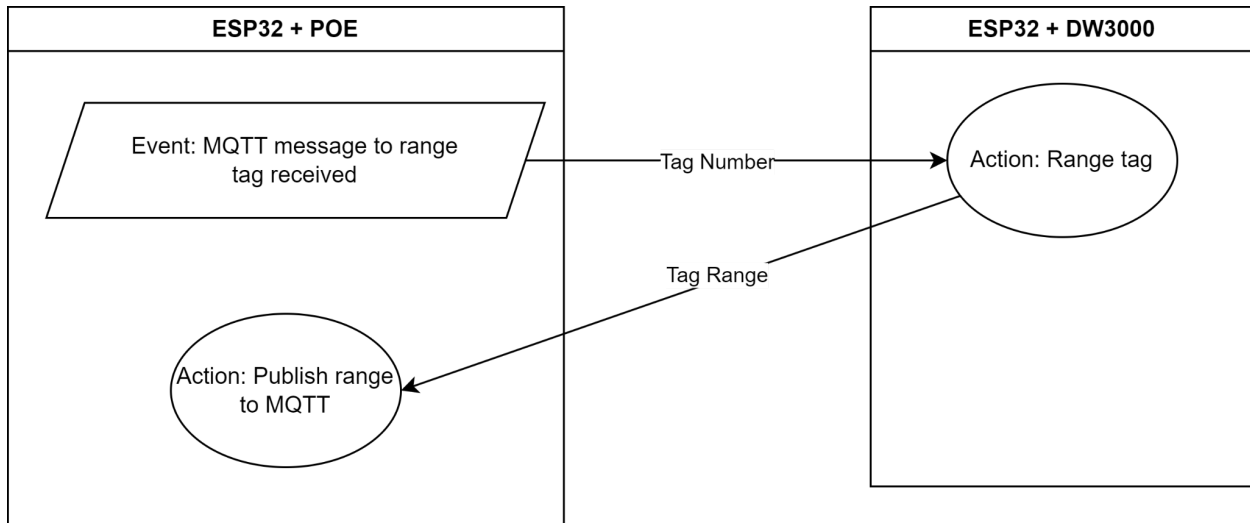 ESP32 + POE
ESP32 + DW3000
Event: MQTT message to range
tag received
Tag Number
Action: Range tag
Tag Range
Action: Publish range
to MQTT